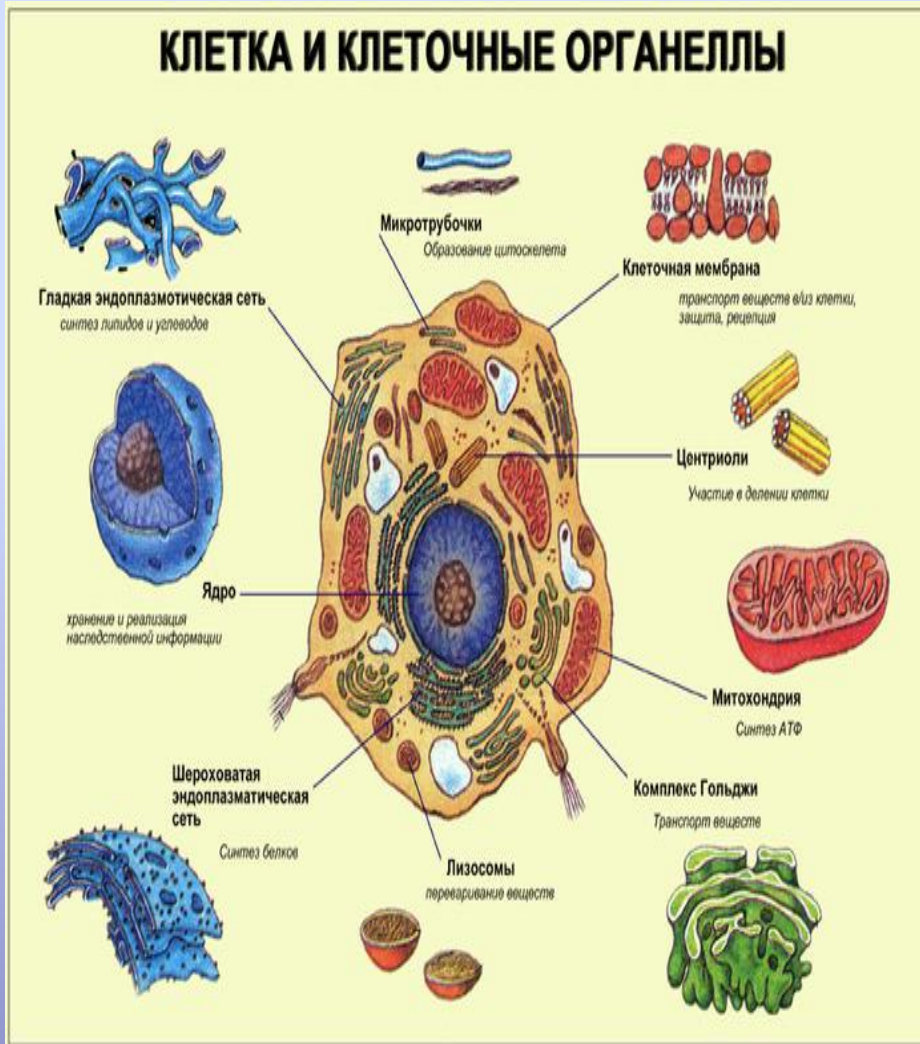 КЛЕТКА И КЛЕТОЧНЫЕ ОРГАНЕЛЛЫ
Микротрубочки
Образование цитоскелета
Клеточная мембрана
транспорт веществ в/из клетки,
защита, рецепция
Гладкая эндоплазмотическая сеть
синтез липидов и углеводов
Центриоли
Участие в делении клетки
Ядро
хранение и реализация
наследственной информации
Митохондрия
Синтез АТФ
Шероховатая
эндоплазматическая
сеть
Синтез белков
Комплекс Гольджи
Транспорт веществ
Лизосомы
переваривание веществ